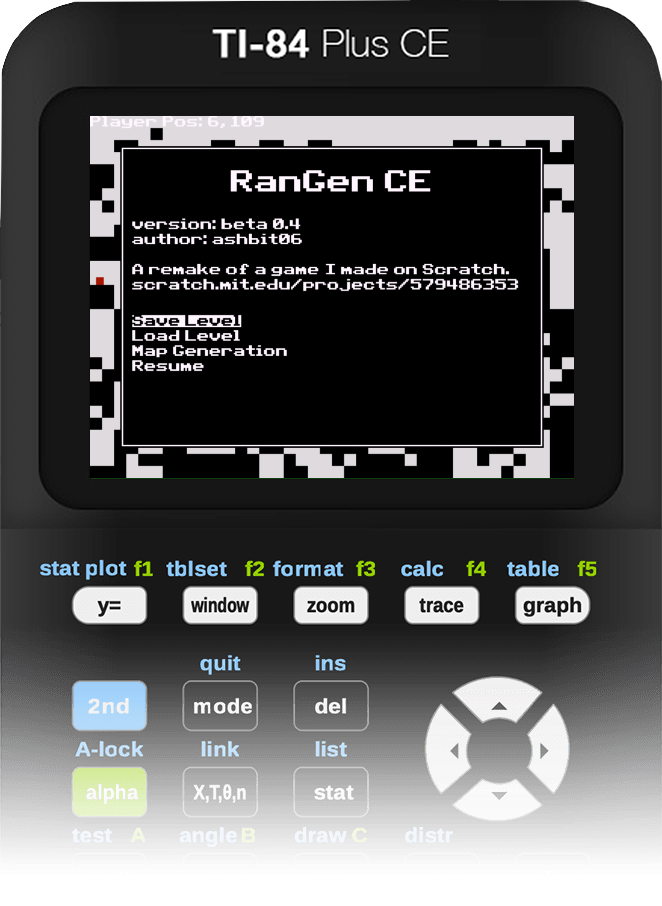 TI-84 Plus CE
Player Pos: 6, 109
RanGen CE
version: beta 0.4
author: ashbit06
A remake of a game I made on Scratch.
scratch.mit.edu/projects/579486353
Save Level
Load Level
Map Generation
Resume
stat plot f1 tblset f2 format f3 calc f4 table f5
y= window zoom trace graph
quit ins
2nd mode del
A-lock link list
alpha X,T,θ,n stat
test A angle B draw C distr